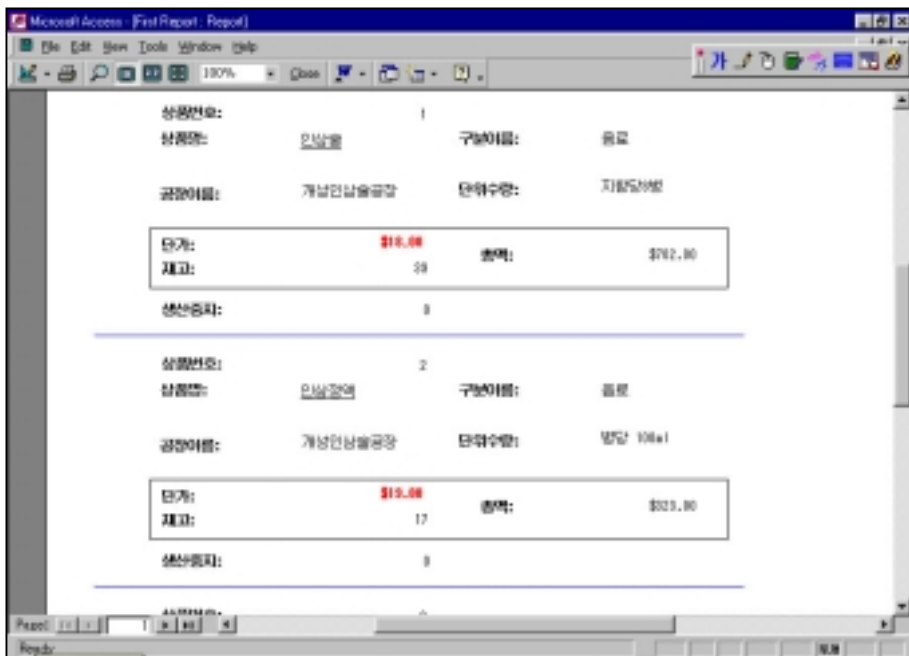 Microsoft Access - [First Report : Report]
File Edit View Tools Window Help
100% Close 가
상품번호: 1
상품명: 인삼술 구분이름: 음료
공장이름: 개성인삼술공장 단위수량:
단가: $18.00
총액: $702.00
재고: 39
생산중지: 0
상품번호: 2
상품명: 인삼정액 구분이름: 음료
공장이름: 개성인삼술공장 단위수량: 병당 100ml
단가: $19.00
총액: $323.00
재고: 17
생산중지: 0
상품번호:
Page: 1
Ready NUM